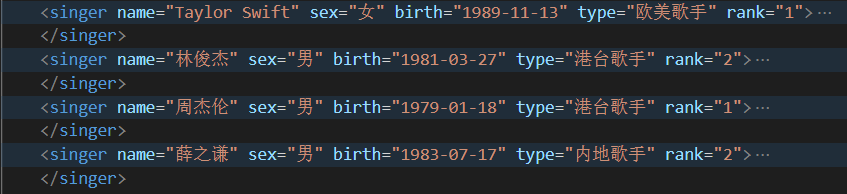 <singer name="Taylor Swift" sex="女" birth="1989-11-13" type="欧美歌手" rank="1">…
</singer>
<singer name="林俊杰" sex="男" birth="1981-03-27" type="港台歌手" rank="2">…
</singer>
<singer name="周杰伦" sex="男" birth="1979-01-18" type="港台歌手" rank="1">…
</singer>
<singer name="薛之谦" sex="男" birth="1983-07-17" type="内地歌手" rank="2">…
</singer>